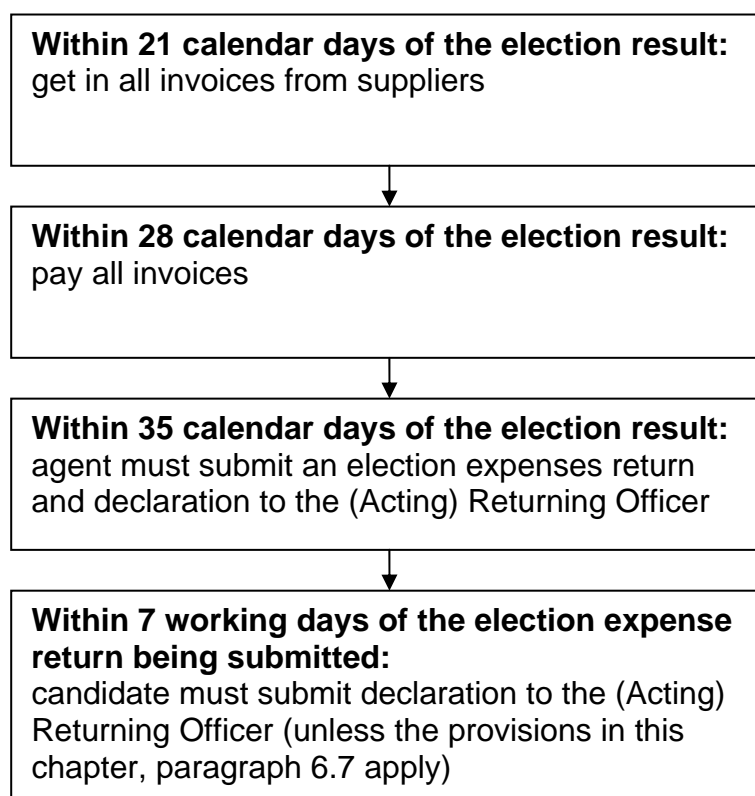 Within 21 calendar days of the election result:
get in all invoices from suppliers
Within 28 calendar days of the election result:
pay all invoices
Within 35 calendar days of the election result:
agent must submit an election expenses return
and declaration to the (Acting) Returning Officer
Within 7 working days of the election expense
return being submitted:
candidate must submit declaration to the (Acting)
Returning Officer (unless the provisions in this
chapter, paragraph 6.7 apply)